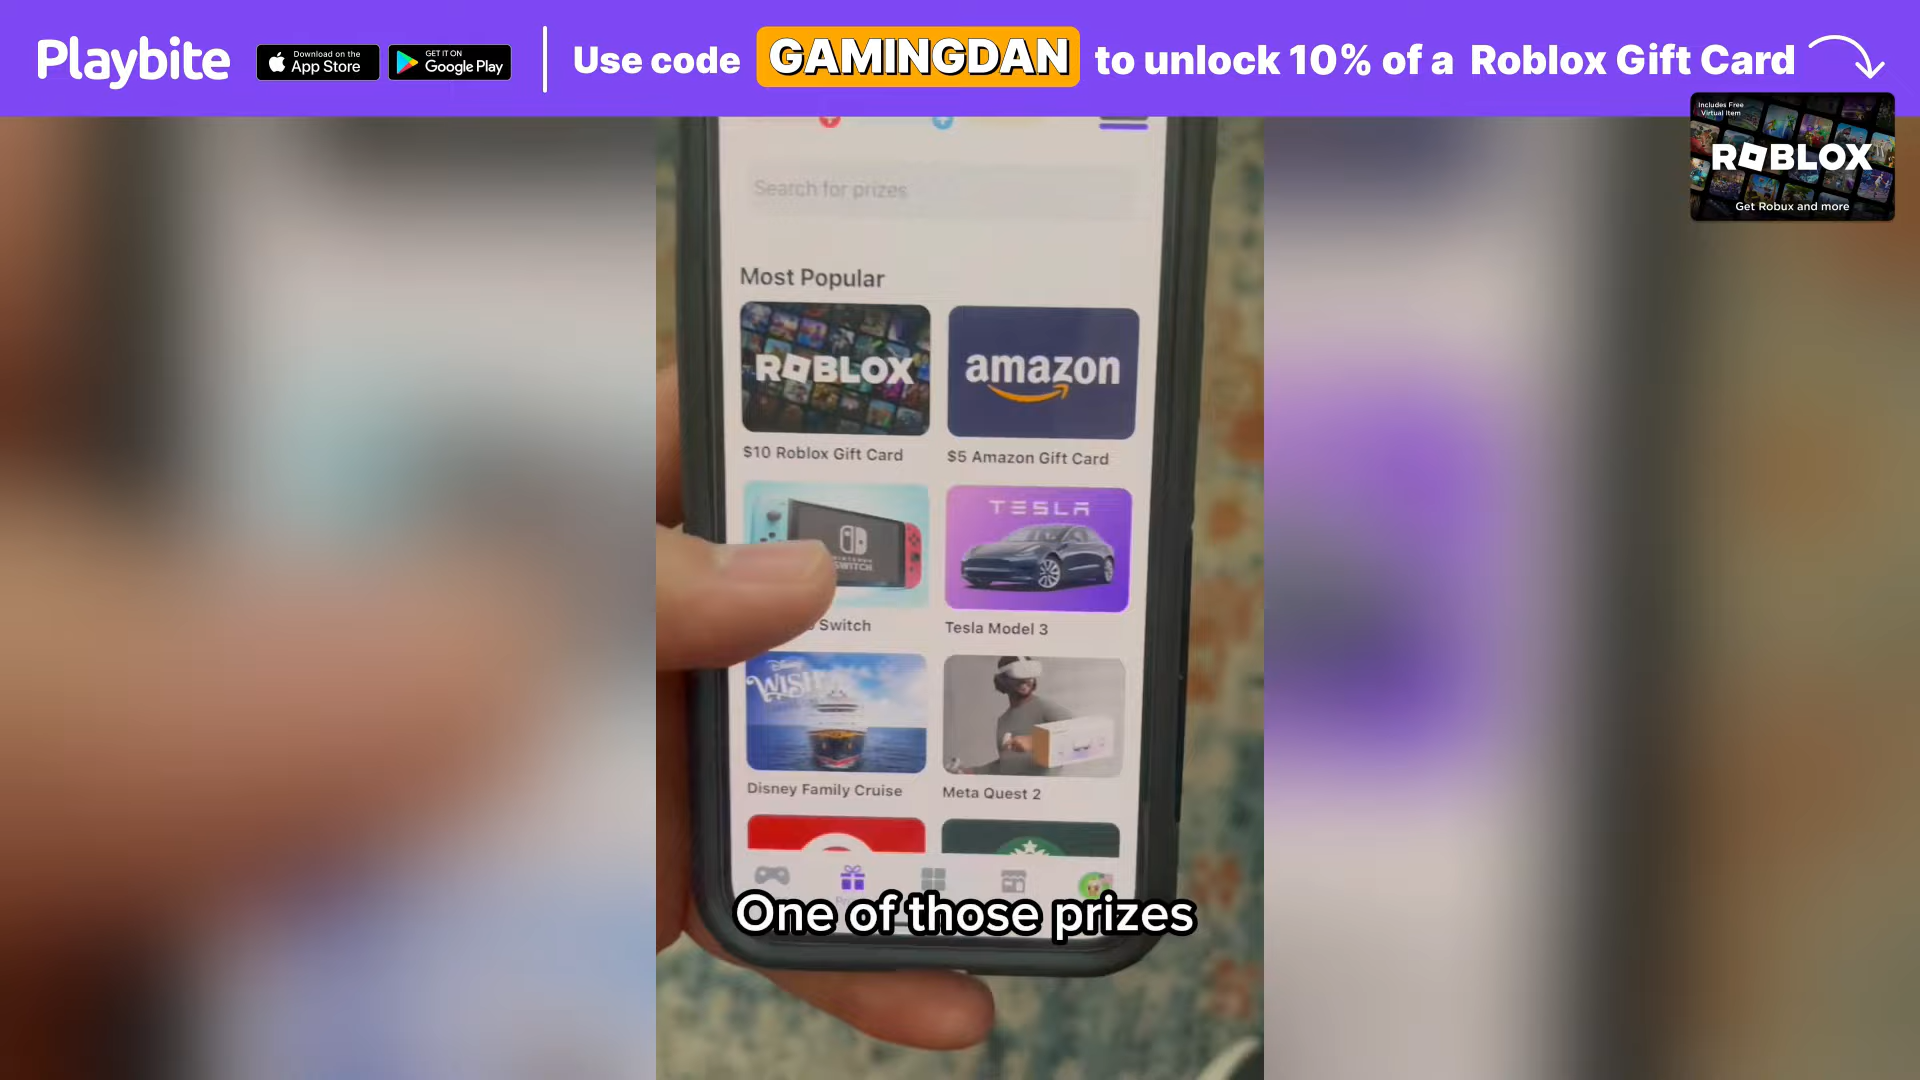 Playbite
Download on the
App Store
GET IT ON
Google Play
Use code GAMINGDAN to unlock 10% of a Roblox Gift Card
Includes Free
Virtual Item
ROBLOX
Get Robux and more
Search for prizes
Most Popular
ROBLOX
amazon
$10 Roblox Gift Card
$5 Amazon Gift Card
SWITCH
TESLA
Switch
Tesla Model 3
Disney
WISH
Disney Family Cruise
Meta Quest 2
One of those prizes